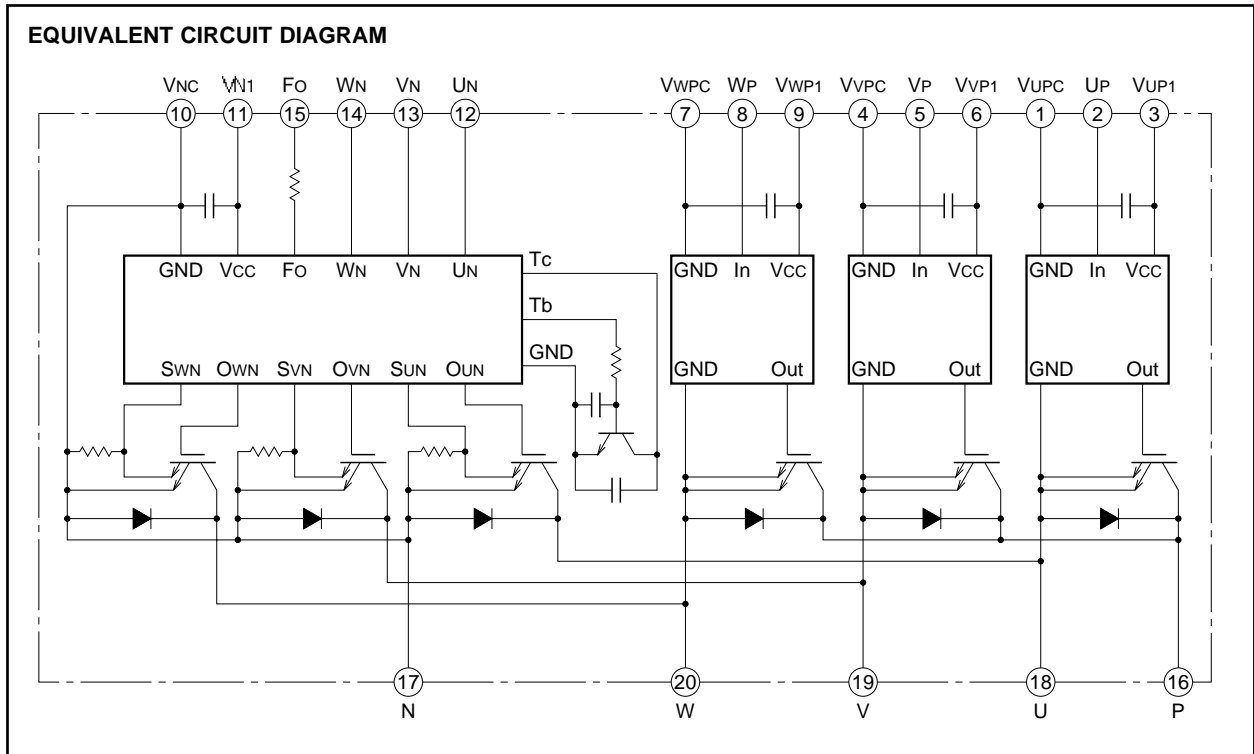 EQUIVALENT CIRCUIT DIAGRAM
VNC VN1 FO WN VN UN VWPC WP VWP1 VVPC VP VVP1 VUPC UP VUP1
10 11 15 14 13 12 7 8 9 4 5 6 1 2 3
GND VCC FO WN VN UN Tc GND In VCC GND In VCC GND In VCC
Tb
GND
SWN OWN SVN OVN SUN OUN GND Out GND Out GND Out
17 20 19 18 16
N W V U P